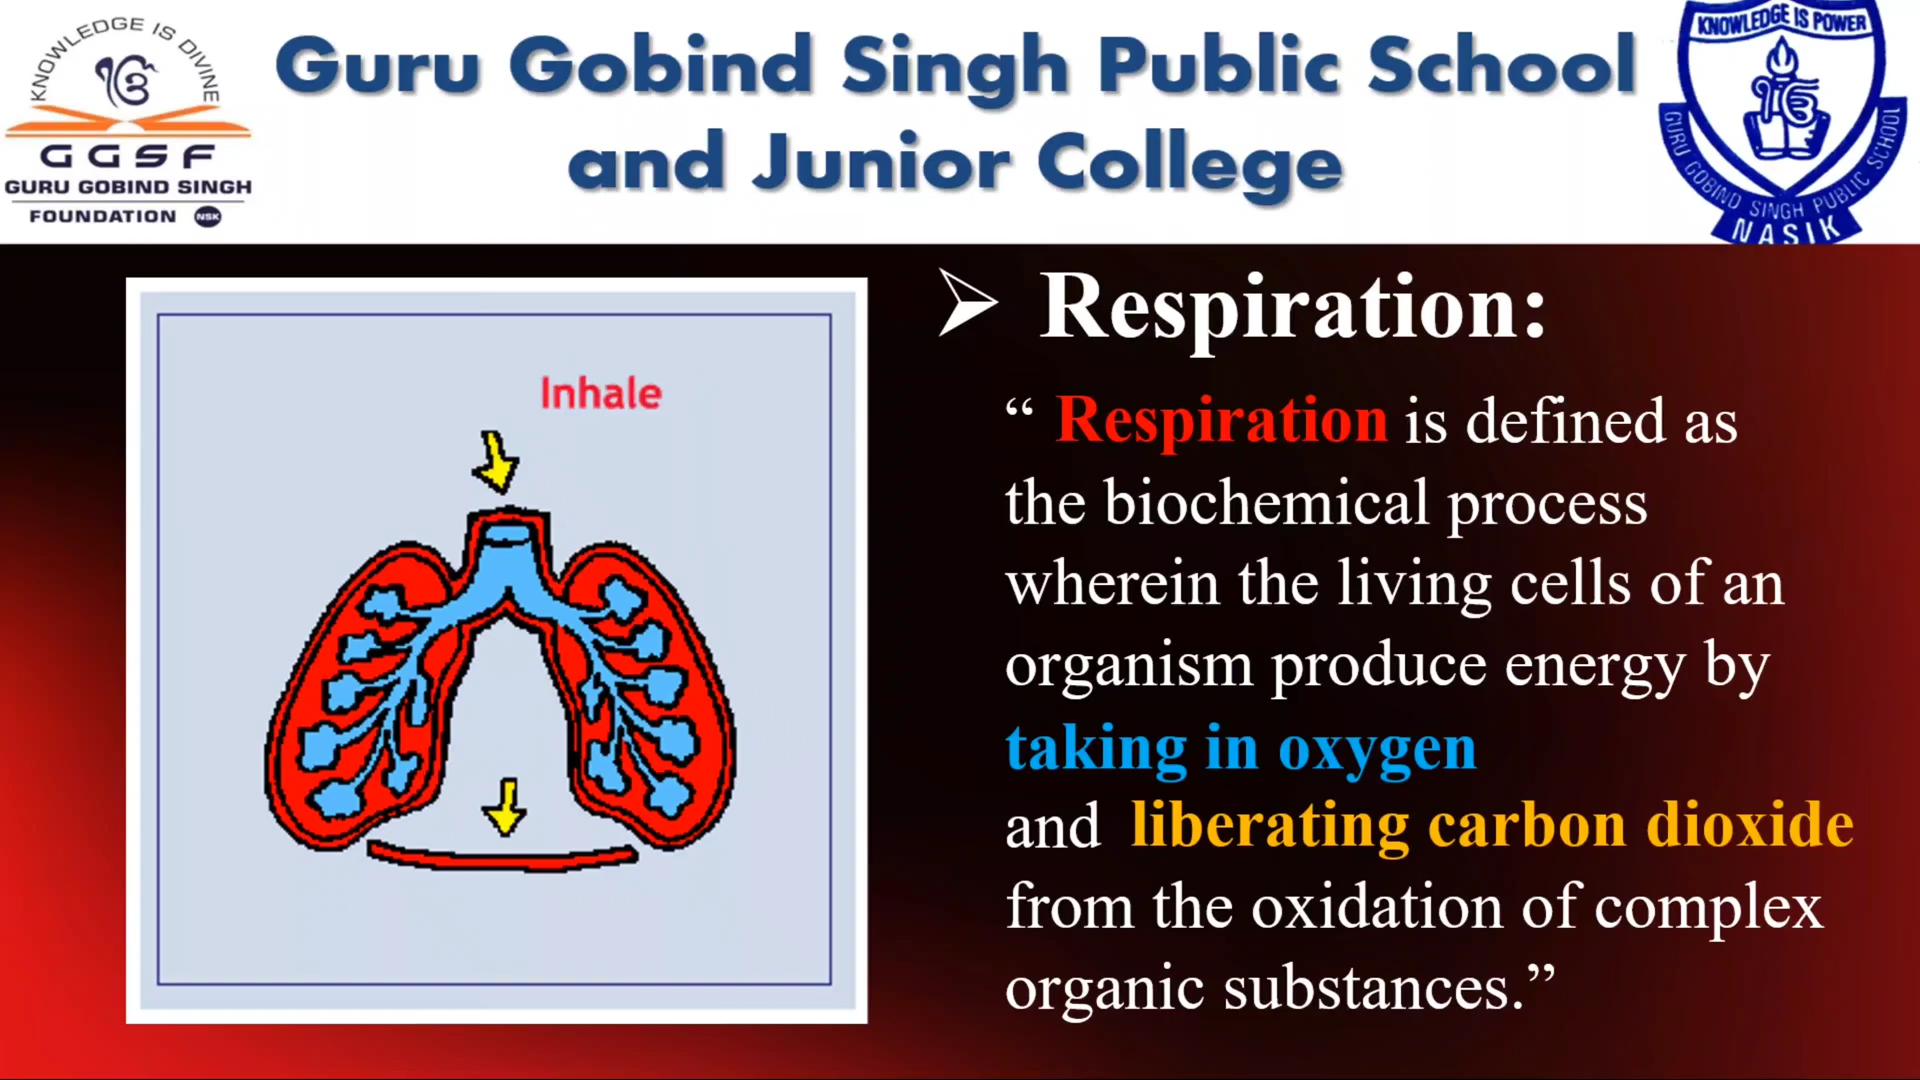 KNOWLEDGE IS DIVINE
GGSF
GURU GOBIND SINGH
FOUNDATION NSK
Guru Gobind Singh Public School
and Junior College
KNOWLEDGE IS POWER
GURU GOBIND SINGH PUBLIC SCHOOL
NASIK
Inhale
Respiration:
“ Respiration is defined as
the biochemical process
wherein the living cells of an
organism produce energy by
taking in oxygen
and liberating carbon dioxide
from the oxidation of complex
organic substances.”